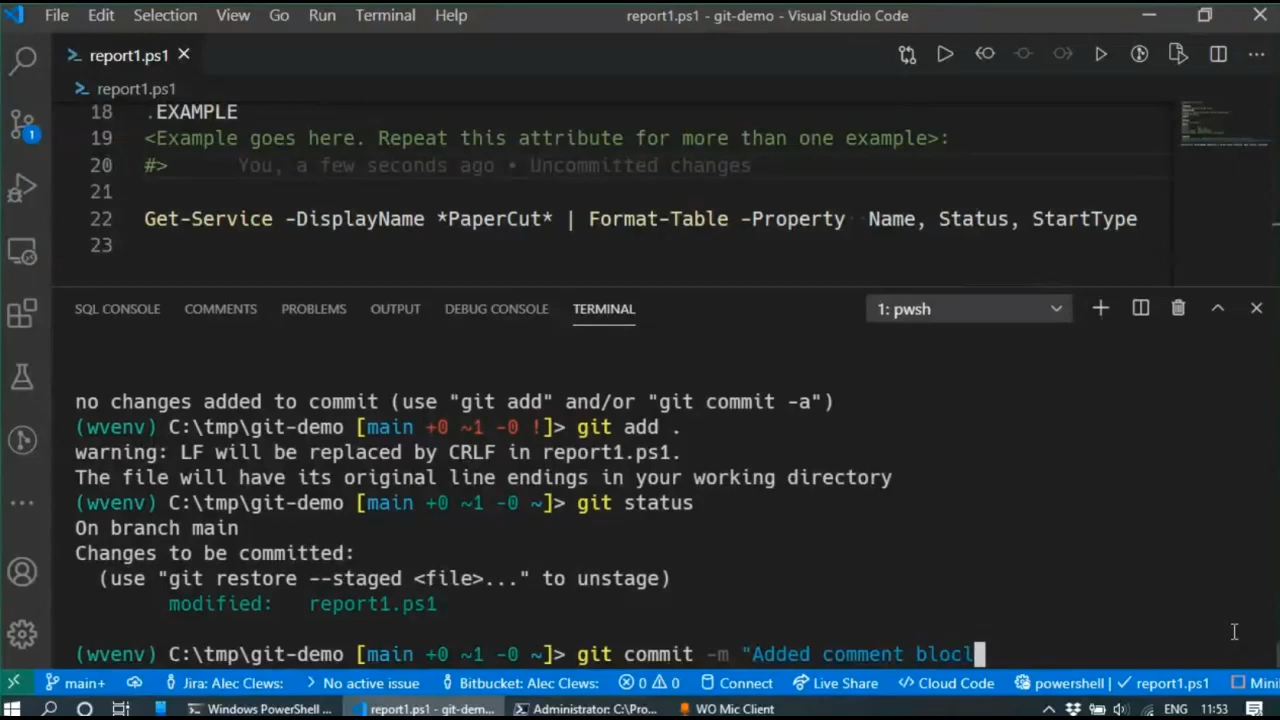 File Edit Selection View Go Run Terminal Help report1.ps1 - git-demo - Visual Studio Code
report1.ps1
report1.ps1
18 .EXAMPLE
19 <Example goes here. Repeat this attribute for more than one example>:
20 #> You, a few seconds ago • Uncommitted changes
21
22 Get-Service -DisplayName *PaperCut* | Format-Table -Property Name, Status, StartType
23
1
SQL CONSOLE COMMENTS PROBLEMS OUTPUT DEBUG CONSOLE TERMINAL 1: pwsh
no changes added to commit (use "git add" and/or "git commit -a")
(wvenv) C:\tmp\git-demo [main +0 ~1 -0 !]> git add .
warning: LF will be replaced by CRLF in report1.ps1.
The file will have its original line endings in your working directory
(wvenv) C:\tmp\git-demo [main +0 ~1 -0 ~]> git status
On branch main
Changes to be committed:
(use "git restore --staged <file>..." to unstage)
modified: report1.ps1
(wvenv) C:\tmp\git-demo [main +0 ~1 -0 ~]> git commit -m "Added comment blocl
main+ Jira: Alec Clews: No active issue Bitbucket: Alec Clews: 0 0 Connect Live Share Cloud Code powershell | report1.ps1 Mini
Windows PowerShell ... report1.ps1 - git-dem... Administrator: C:\Pro... WO Mic Client ENG 11:53